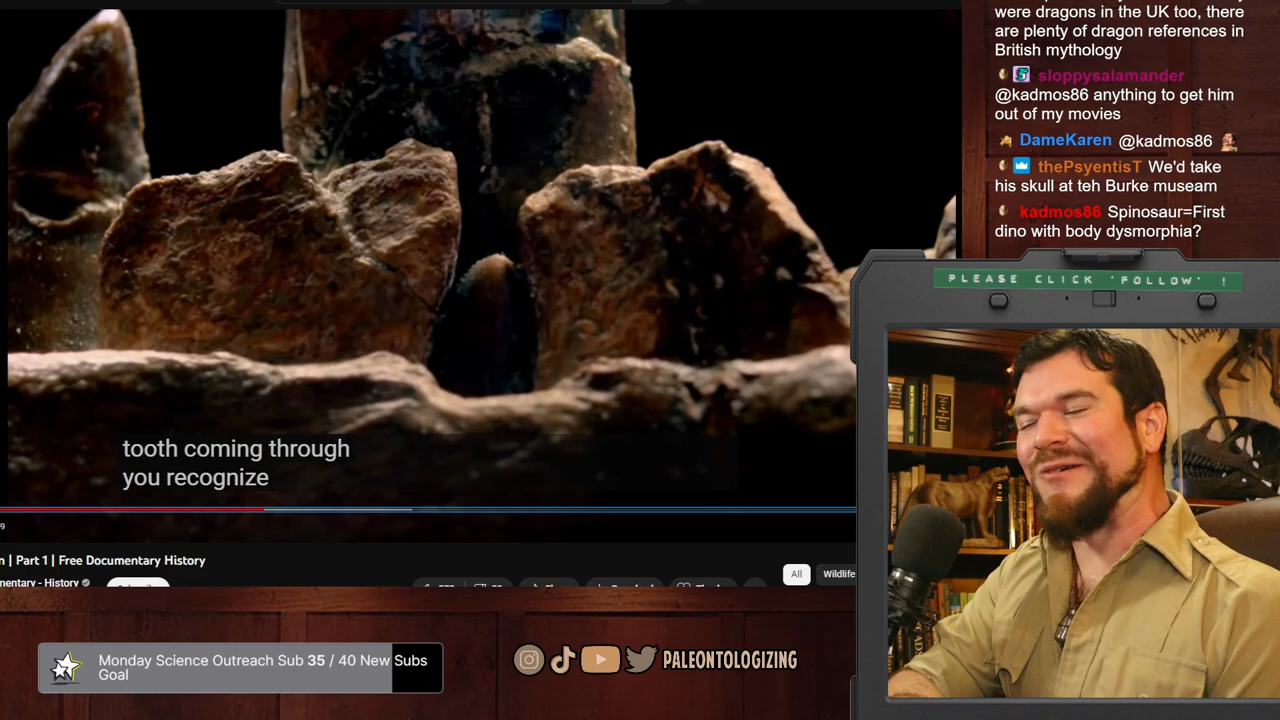 were dragons in the UK too, there
are plenty of dragon references in
British mythology
sloppysalamander
@kadmos86 anything to get him
out of my movies
DameKaren @kadmos86
thePsyentisT We'd take
his skull at teh Burke museam
kadmos86 Spinosaur=First
dino with body dysmorphia?
PLEASE CLICK 'FOLLOW' !
tooth coming through
you recognize
9
n | Part 1 | Free Documentary History
mentary - History
All
Wildlife
Monday Science Outreach Sub 35 / 40 New Subs
Goal
PALEONTOLOGIZING